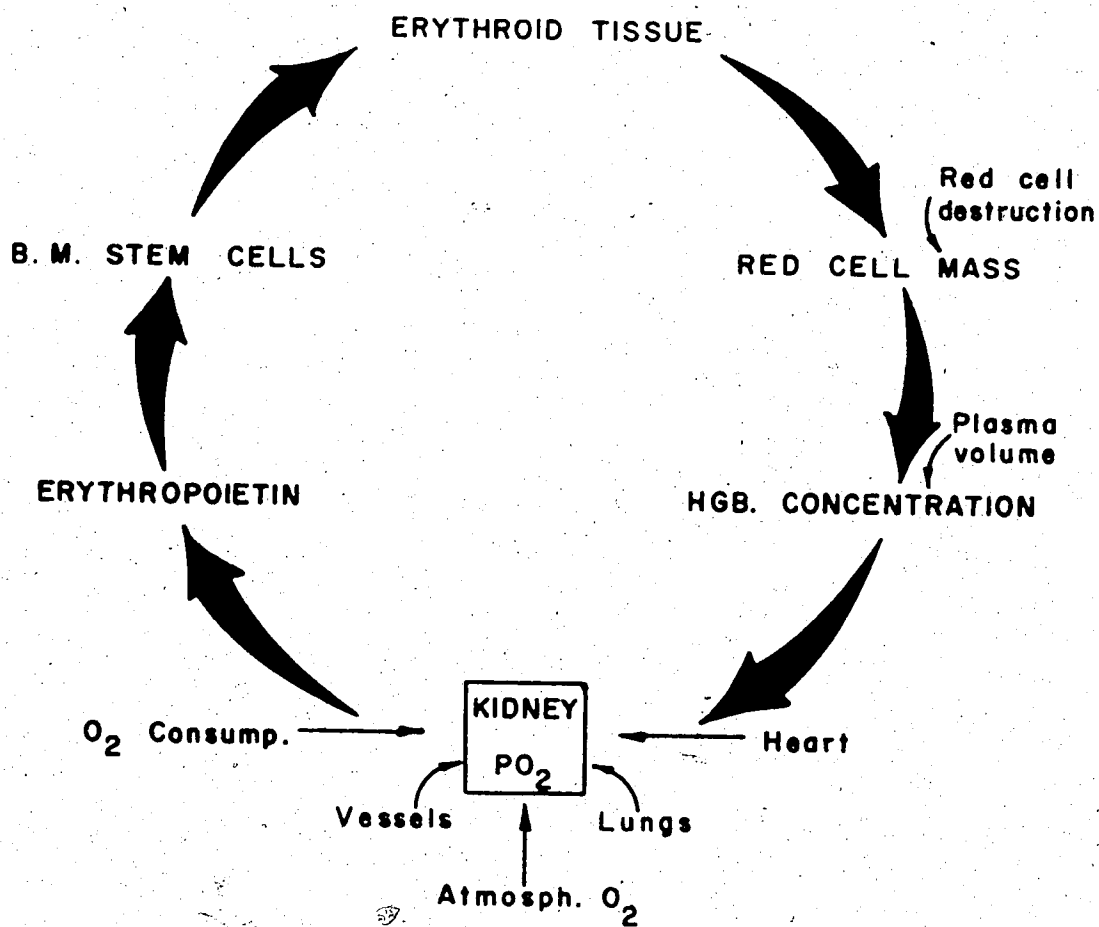 ERYTHROID TISSUE
Red cell
destruction
B. M. STEM CELLS
RED CELL MASS
Plasma
volume
ERYTHROPOIETIN
HGB. CONCENTRATION
KIDNEY
PO2
O2 Consump.
Heart
Vessels
Lungs
Atmosph. O2